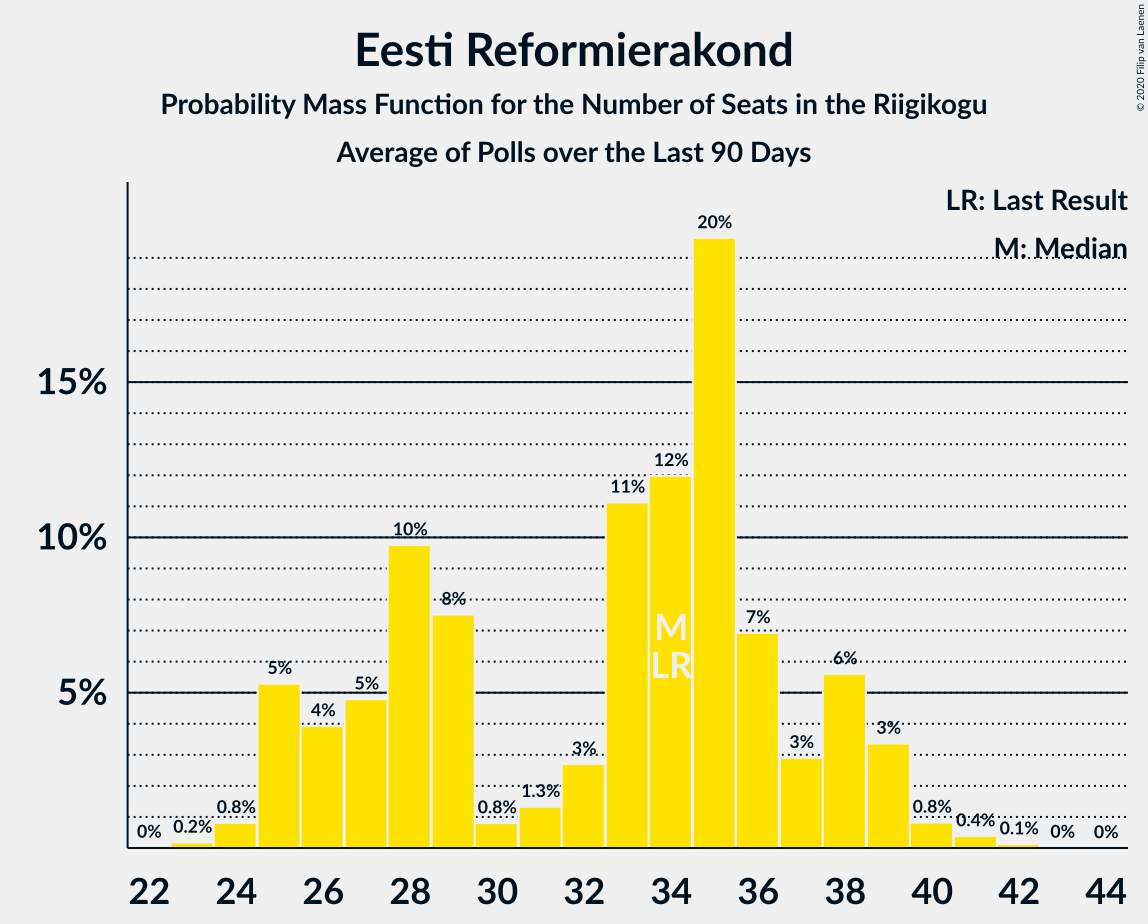 Eesti Reformierakond
Probability Mass Function for the Number of Seats in the Riigikogu
Average of Polls over the Last 90 Days
© 2020 Filip van Laenen
LR: Last Result
M: Median
15%
10%
5%
0%
0.2%
0.8%
5%
4%
5%
10%
8%
0.8%
1.3%
3%
11%
12%
20%
7%
3%
6%
3%
0.8%
0.4%
0.1%
0%
0%
M
LR
22 24 26 28 30 32 34 36 38 40 42 44